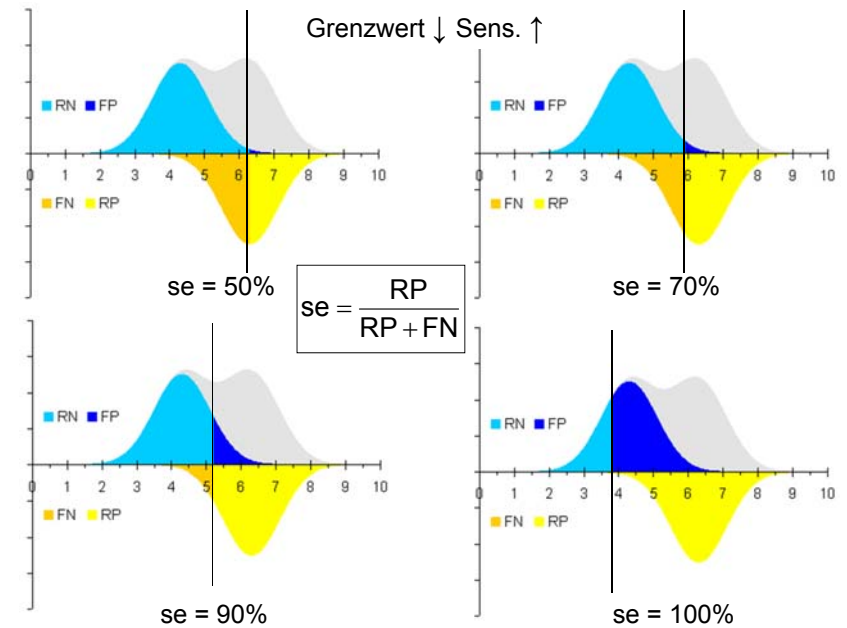 Grenzwert ↓ Sens. ↑
RN FP
0 1 2 3 4 5 6 7 8 9 10
FN RP
se = 50%
RN FP
0 1 2 3 4 5 6 7 8 9 10
FN RP
se = 70%
se = RP / RP + FN
RN FP
0 1 2 3 4 5 6 7 8 9 10
FN RP
se = 90%
RN FP
0 1 2 3 4 5 6 7 8 9 10
FN RP
se = 100%